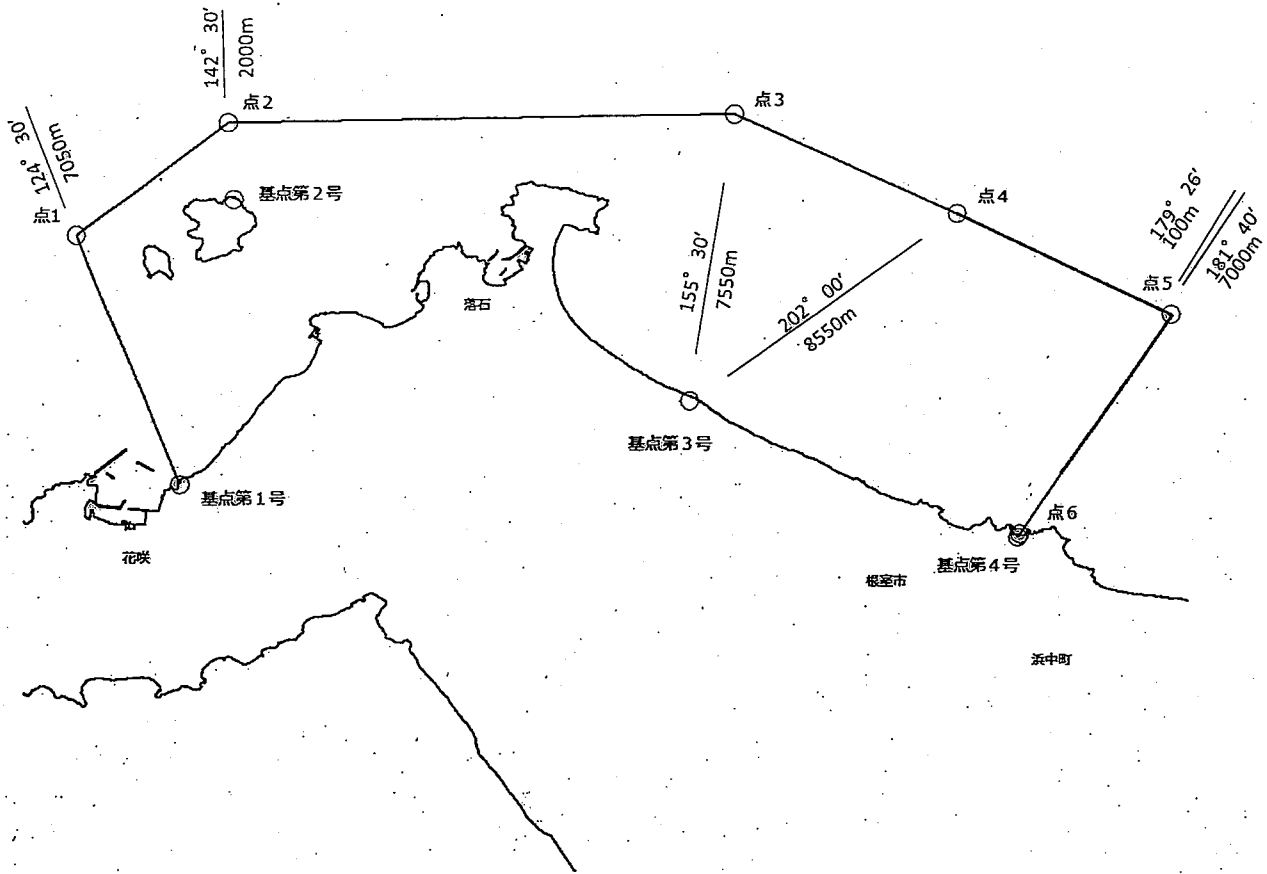 142° 30′
2000m
点2
点3
124° 30′
7050m
点1
基点第2号
点4
179° 26′
100m
181° 40′
7000m
点5
落石
155° 30′
7550m
202° 00′
8550m
基点第3号
基点第1号
花咲
点6
基点第4号
根室市
浜中町